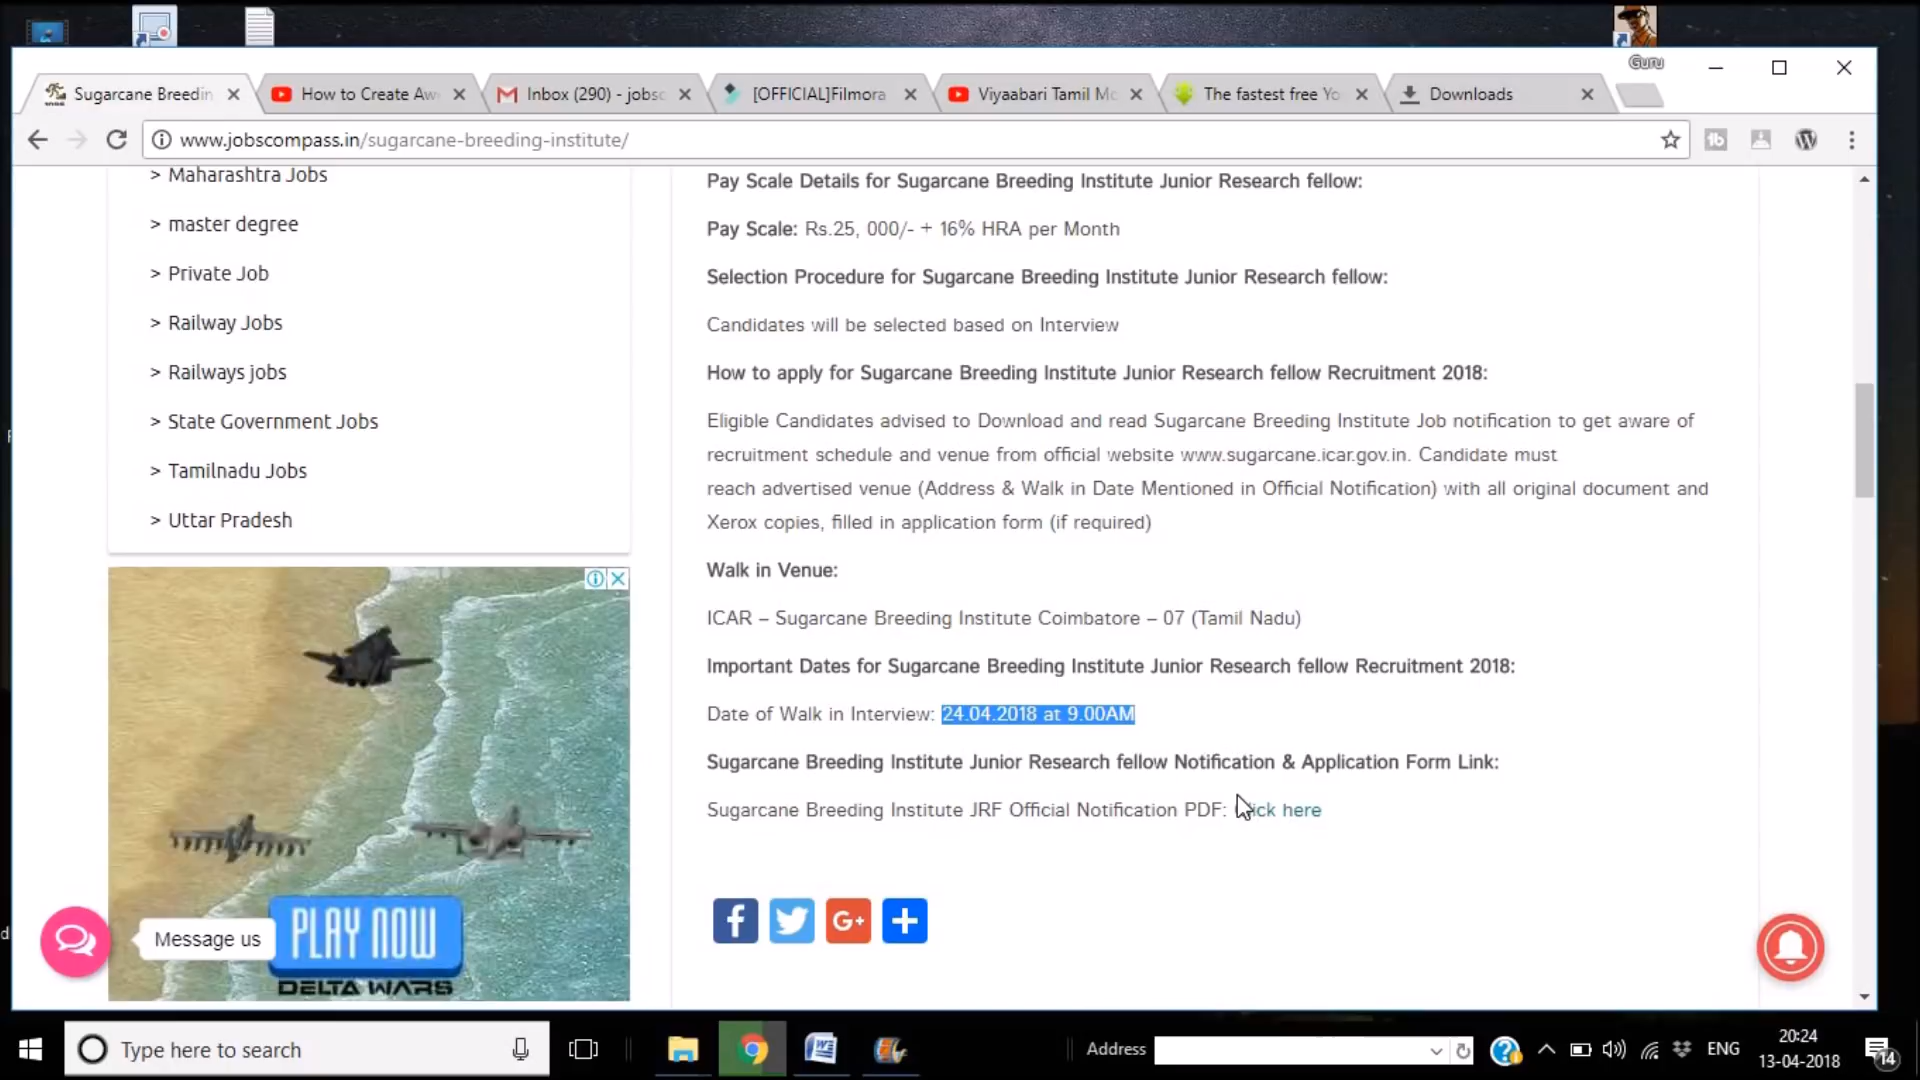 Guru
Sugarcane Breedin
How to Create Aw
Inbox (290) - jobsc
[OFFICIAL]Filmora
Viyaabari Tamil Mo
The fastest free Yo
Downloads
www.jobscompass.in/sugarcane-breeding-institute/
> Maharashtra Jobs
> master degree
> Private Job
> Railway Jobs
> Railways jobs
> State Government Jobs
> Tamilnadu Jobs
> Uttar Pradesh
Pay Scale Details for Sugarcane Breeding Institute Junior Research fellow:
Pay Scale: Rs.25, 000/- + 16% HRA per Month
Selection Procedure for Sugarcane Breeding Institute Junior Research fellow:
Candidates will be selected based on Interview
How to apply for Sugarcane Breeding Institute Junior Research fellow Recruitment 2018:
Eligible Candidates advised to Download and read Sugarcane Breeding Institute Job notification to get aware of
recruitment schedule and venue from official website www.sugarcane.icar.gov.in. Candidate must
reach advertised venue (Address & Walk in Date Mentioned in Official Notification) with all original document and
Xerox copies, filled in application form (if required)
Walk in Venue:
ICAR – Sugarcane Breeding Institute Coimbatore – 07 (Tamil Nadu)
Important Dates for Sugarcane Breeding Institute Junior Research fellow Recruitment 2018:
Date of Walk in Interview: 24.04.2018 at 9.00AM
Sugarcane Breeding Institute Junior Research fellow Notification & Application Form Link:
Sugarcane Breeding Institute JRF Official Notification PDF: Click here
PLAY NOW
DELTA WARS
Message us
G+
Type here to search
Address
ENG
20:24
13-04-2018
14